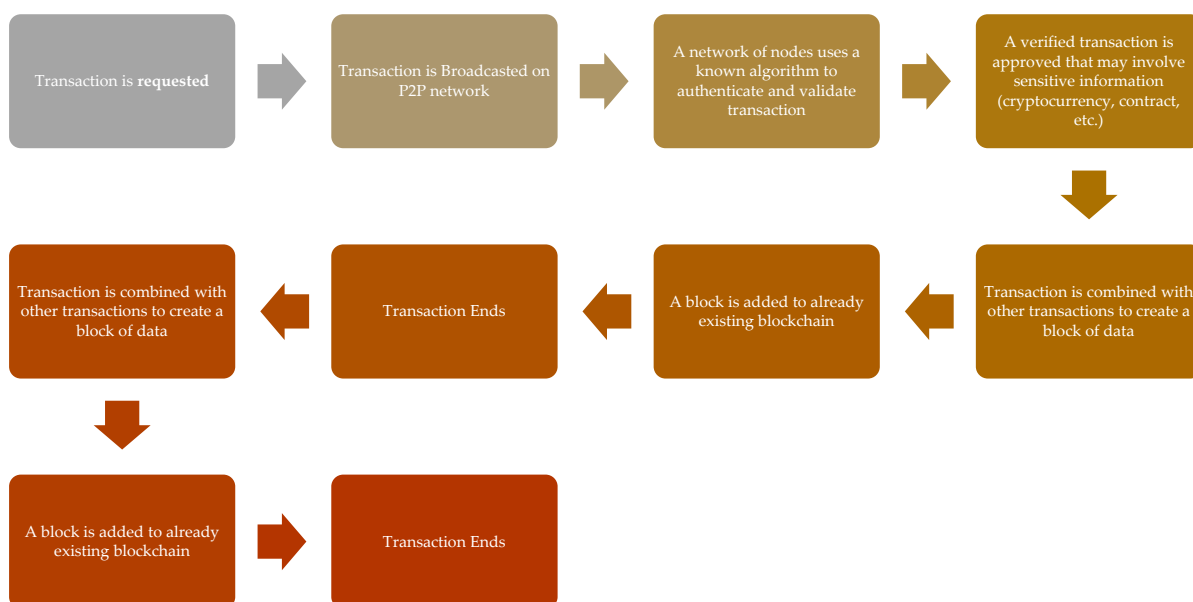 Transaction is requested
Transaction is Broadcasted on
P2P network
A network of nodes uses a
known algorithm to
authenticate and validate
transaction
A verified transaction is
approved that may involve
sensitive information
(cryptocurrency, contract,
etc.)
Transaction is combined with
other transactions to create a
block of data
A block is added to already
existing blockchain
Transaction Ends
Transaction is combined with
other transactions to create a
block of data
A block is added to already
existing blockchain
Transaction Ends